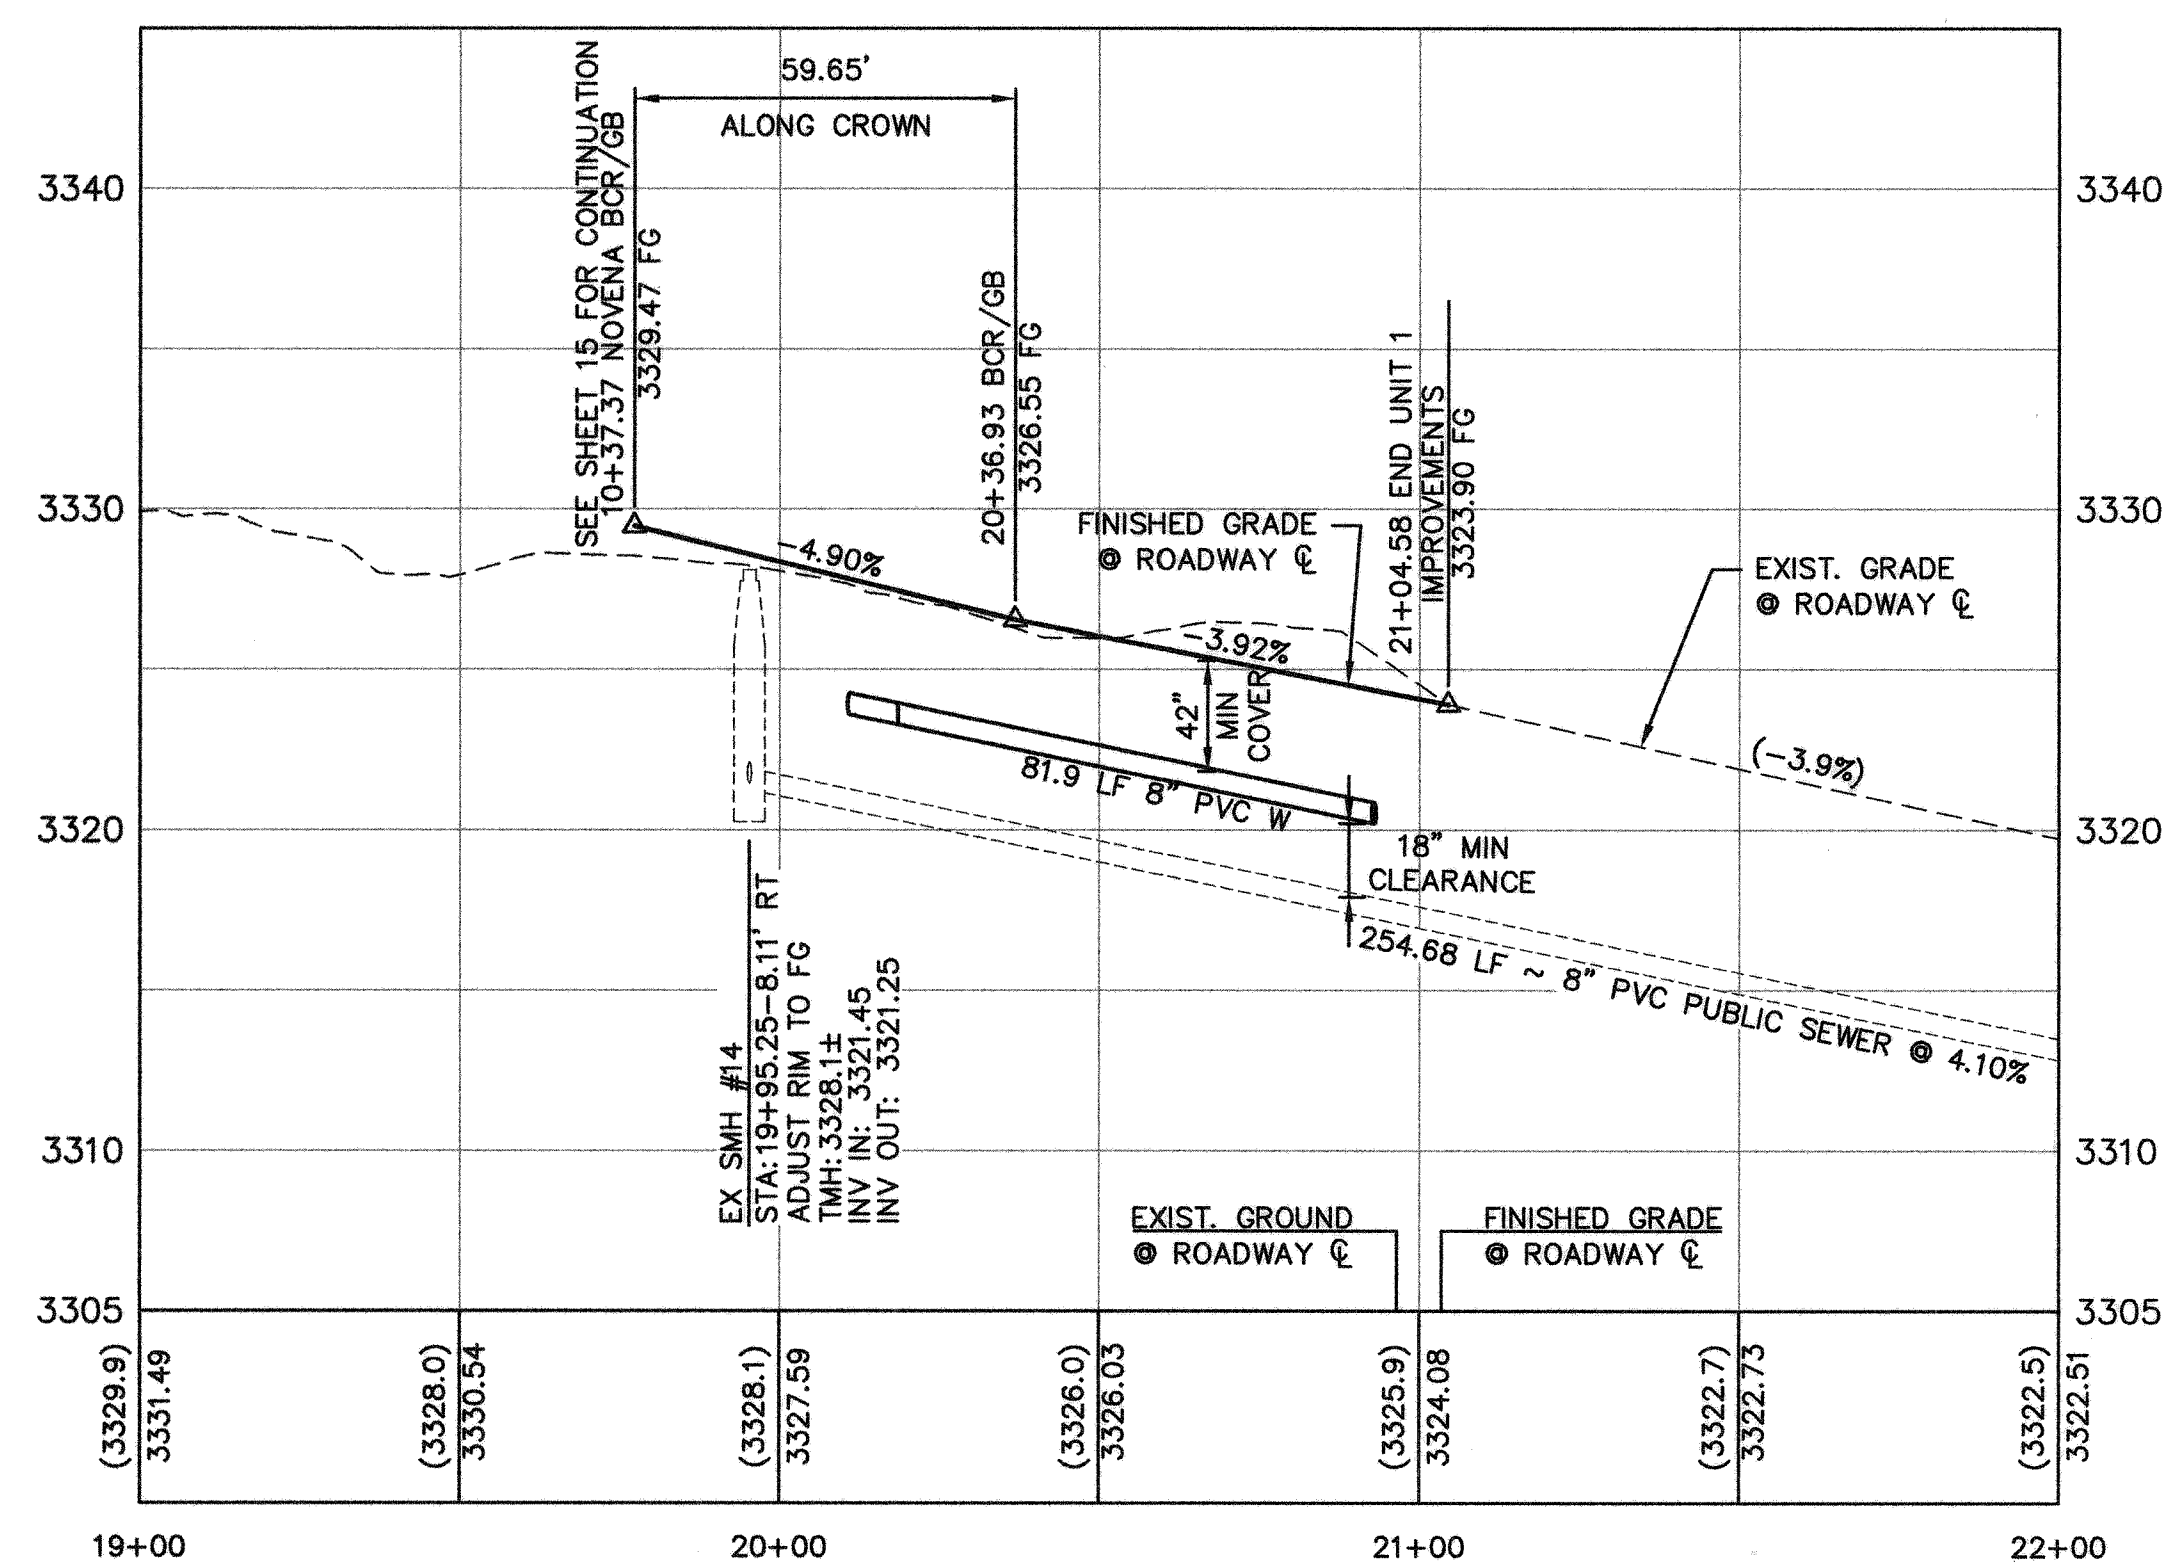 59.65'
ALONG CROWN
SEE SHEET 15 FOR CONTINUATION
10+37.37 NOVENA BCR/GB
3329.47 FG
20+36.93 BCR/GB
3326.55 FG
21+04.58 END UNIT 1
IMPROVEMENTS
3323.90 FG
3340
3340
3330
3330
FINISHED GRADE
@ ROADWAY ℄
EXIST. GRADE
@ ROADWAY ℄
-4.90%
-3.92%
42"
MIN
COVER
(-3.9%)
81.9 LF 8" PVC W
3320
3320
18" MIN
CLEARANCE
254.68 LF ~ 8" PVC PUBLIC SEWER @ 4.10%
EX SMH #14
STA:19+95.25-8.11' RT
ADJUST RIM TO FG
TMH:3328.1±
INV IN: 3321.45
INV OUT: 3321.25
3310
3310
EXIST. GROUND
@ ROADWAY ℄
FINISHED GRADE
@ ROADWAY ℄
3305
3305
(3329.9)
3331.49
(3328.0)
3330.54
(3328.1)
3327.59
(3326.0)
3326.03
(3325.9)
3324.08
(3322.7)
3322.73
(3322.5)
3322.51
19+00
20+00
21+00
22+00